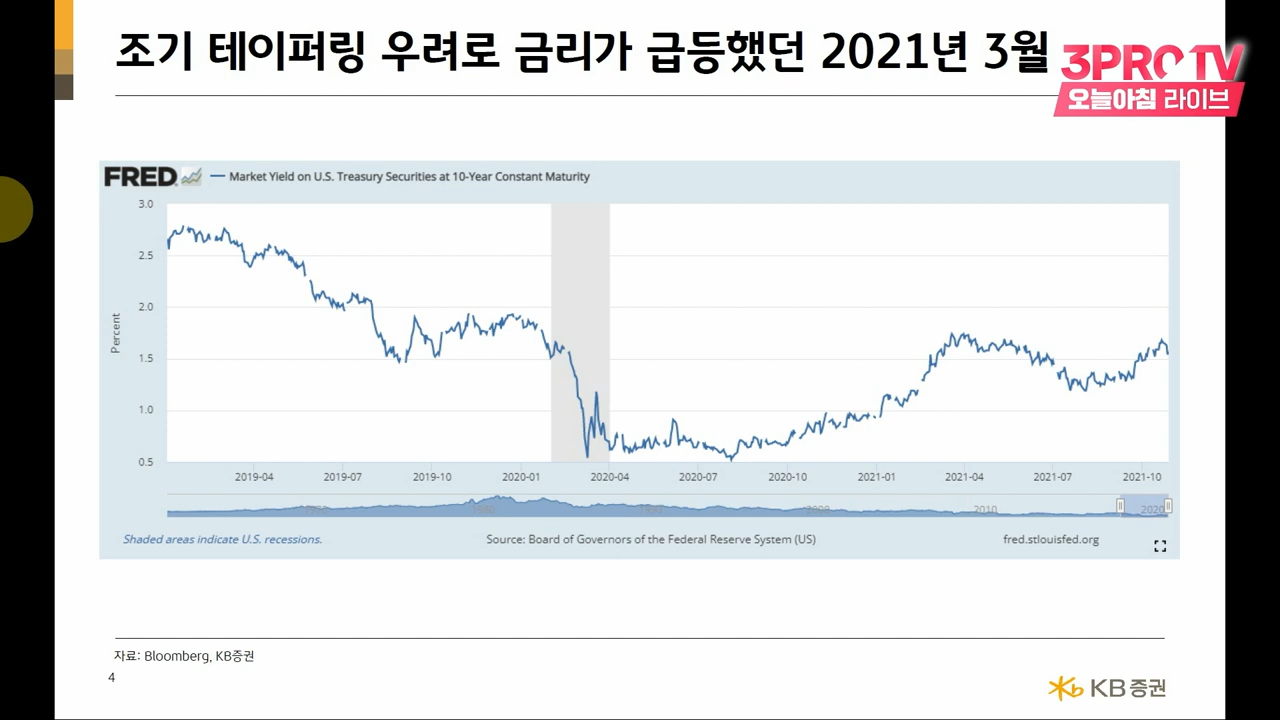 조기 테이퍼링 우려로 금리가 급등했던 2021년 3월
3PRO TV
오늘아침 라이브
FRED
Market Yield on U.S. Treasury Securities at 10-Year Constant Maturity
3.0
2.5
2.0
1.5
1.0
0.5
Percent
2019-04 2019-07 2019-10 2020-01 2020-04 2020-07 2020-10 2021-01 2021-04 2021-07 2021-10
1980 2000 2010 2020
Shaded areas indicate U.S. recessions. Source: Board of Governors of the Federal Reserve System (US) fred.stlouisfed.org
자료: Bloomberg, KB증권
4
KB증권